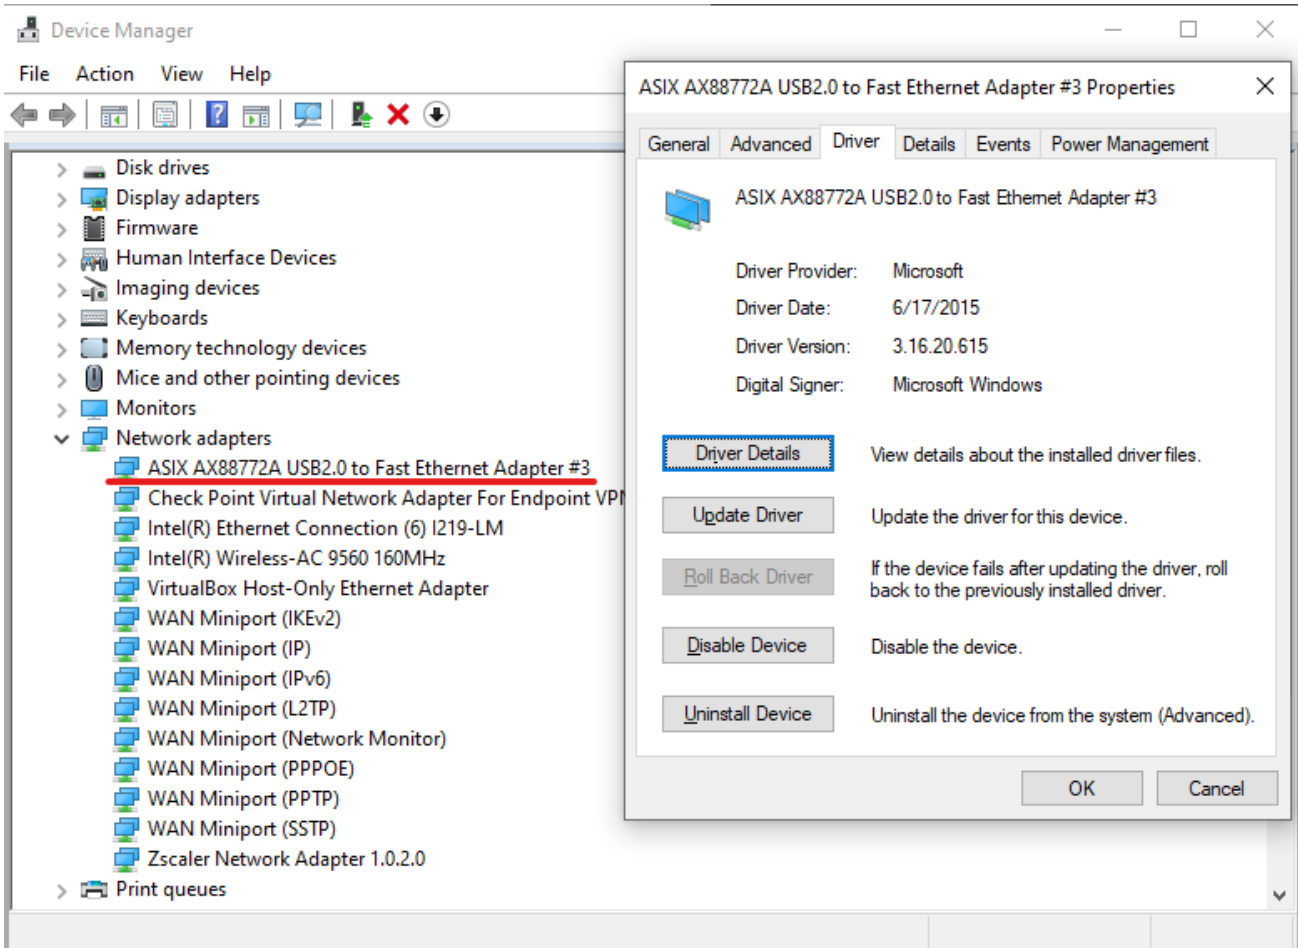 Device Manager
File Action View Help
Disk drives
Display adapters
Firmware
Human Interface Devices
Imaging devices
Keyboards
Memory technology devices
Mice and other pointing devices
Monitors
Network adapters
ASIX AX88772A USB2.0 to Fast Ethernet Adapter #3
Check Point Virtual Network Adapter For Endpoint VPN
Intel(R) Ethernet Connection (6) I219-LM
Intel(R) Wireless-AC 9560 160MHz
VirtualBox Host-Only Ethernet Adapter
WAN Miniport (IKEv2)
WAN Miniport (IP)
WAN Miniport (IPv6)
WAN Miniport (L2TP)
WAN Miniport (Network Monitor)
WAN Miniport (PPPOE)
WAN Miniport (PPTP)
WAN Miniport (SSTP)
Zscaler Network Adapter 1.0.2.0
Print queues
ASIX AX88772A USB2.0 to Fast Ethernet Adapter #3 Properties
General Advanced Driver Details Events Power Management
ASIX AX88772A USB2.0 to Fast Ethernet Adapter #3
Driver Provider: Microsoft
Driver Date: 6/17/2015
Driver Version: 3.16.20.615
Digital Signer: Microsoft Windows
Driver Details View details about the installed driver files.
Update Driver Update the driver for this device.
Roll Back Driver If the device fails after updating the driver, roll
back to the previously installed driver.
Disable Device Disable the device.
Uninstall Device Uninstall the device from the system (Advanced).
OK Cancel